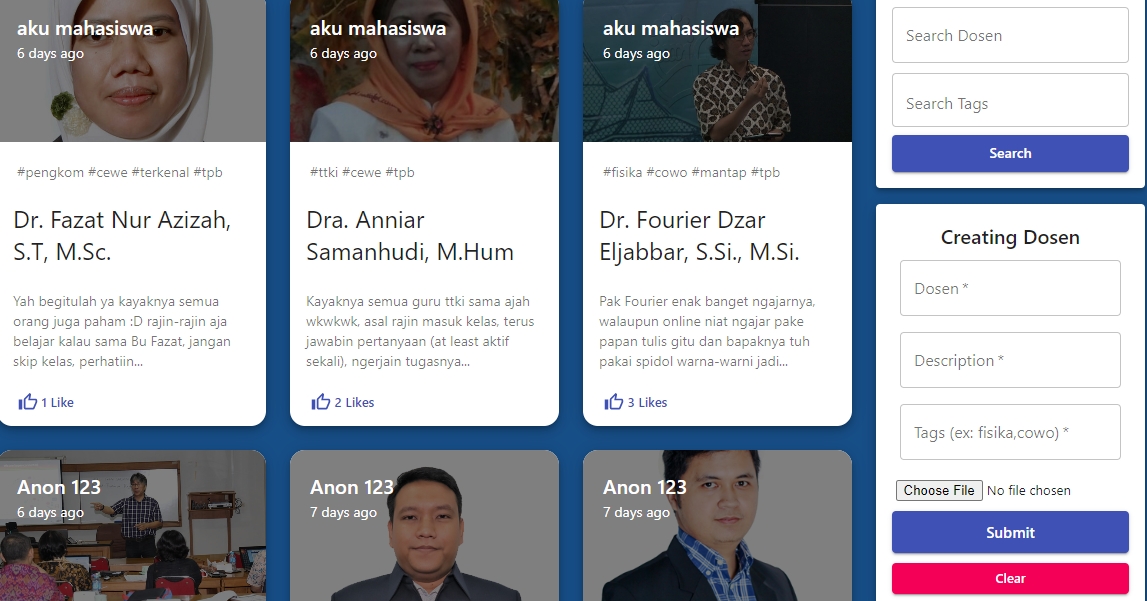 aku mahasiswa
6 days ago
#pengkom #cewe #terkenal #tpb
Dr. Fazat Nur Azizah,
S.T, M.Sc.
Yah begitulah ya kayaknya semua
orang juga paham :D rajin-rajin aja
belajar kalau sama Bu Fazat, jangan
skip kelas, perhatiin...
1 Like
aku mahasiswa
6 days ago
#ttki #cewe #tpb
Dra. Anniar
Samanhudi, M.Hum
Kayaknya semua guru ttki sama ajah
wkwkwk, asal rajin masuk kelas, terus
jawabin pertanyaan (at least aktif
sekali), ngerjain tugasnya...
2 Likes
aku mahasiswa
6 days ago
#fisika #cowo #mantap #tpb
Dr. Fourier Dzar
Eljabbar, S.Si., M.Si.
Pak Fourier enak banget ngajarnya,
walaupun online niat ngajar pake
papan tulis gitu dan bapaknya tuh
pakai spidol warna-warni jadi...
3 Likes
Anon 123
6 days ago
Anon 123
7 days ago
Anon 123
7 days ago
Search Dosen
Search Tags
Search
Creating Dosen
Dosen *
Description *
Tags (ex: fisika,cowo) *
Choose File No file chosen
Submit
Clear